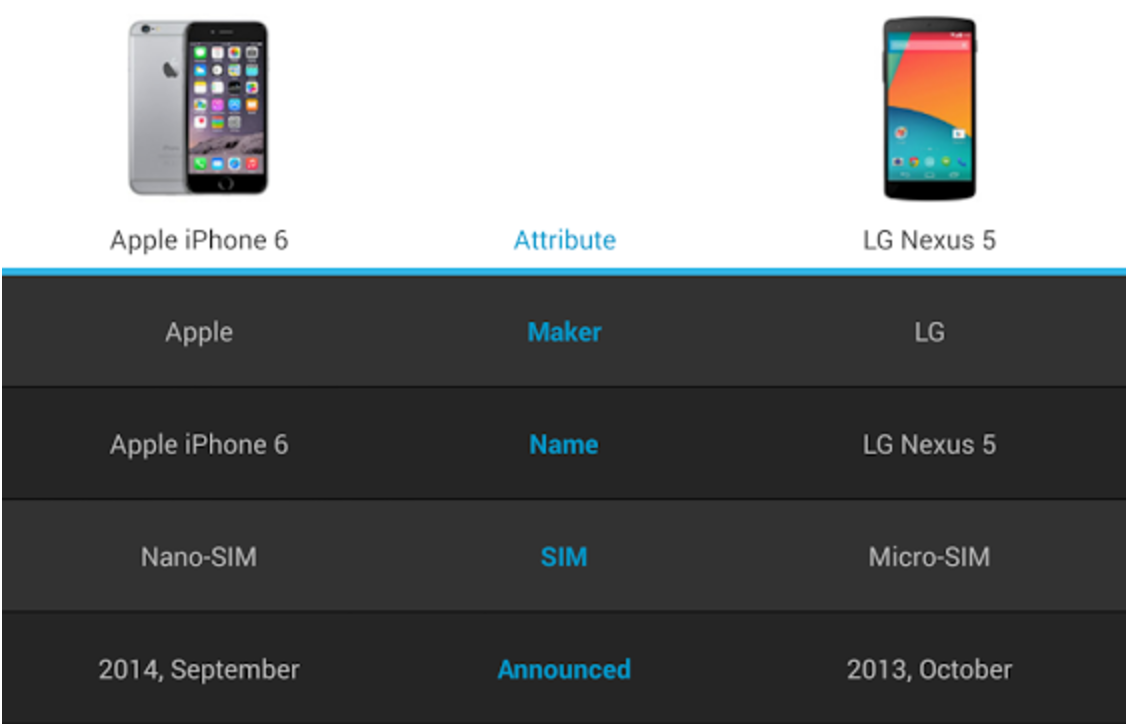 Apple iPhone 6 Attribute LG Nexus 5
Apple Maker LG
Apple iPhone 6 Name LG Nexus 5
Nano-SIM SIM Micro-SIM
2014, September Announced 2013, October